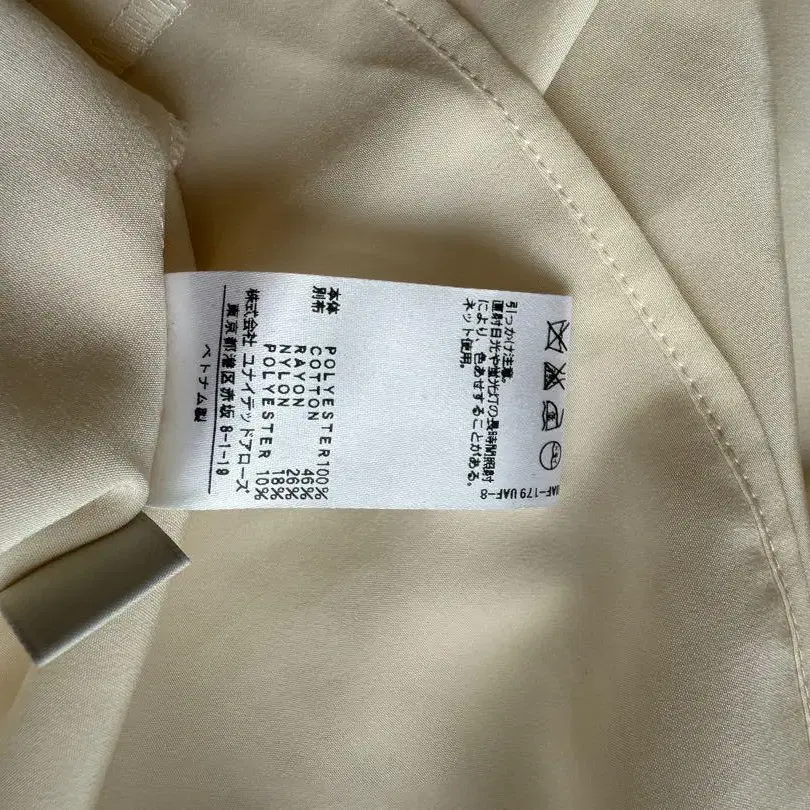 UAF-179 UAF-8
引っかけ注意。
直射日光や蛍光灯の長時間照射
により、色あせすることがある。
ネット使用。
本体 POLYESTER100%
別布 COTTON 46%
RAYON 26%
NYLON 18%
POLYESTER 10%
株式会社 ユナイテッドアローズ
東京都港区赤坂 8-1-19
ベトナム製